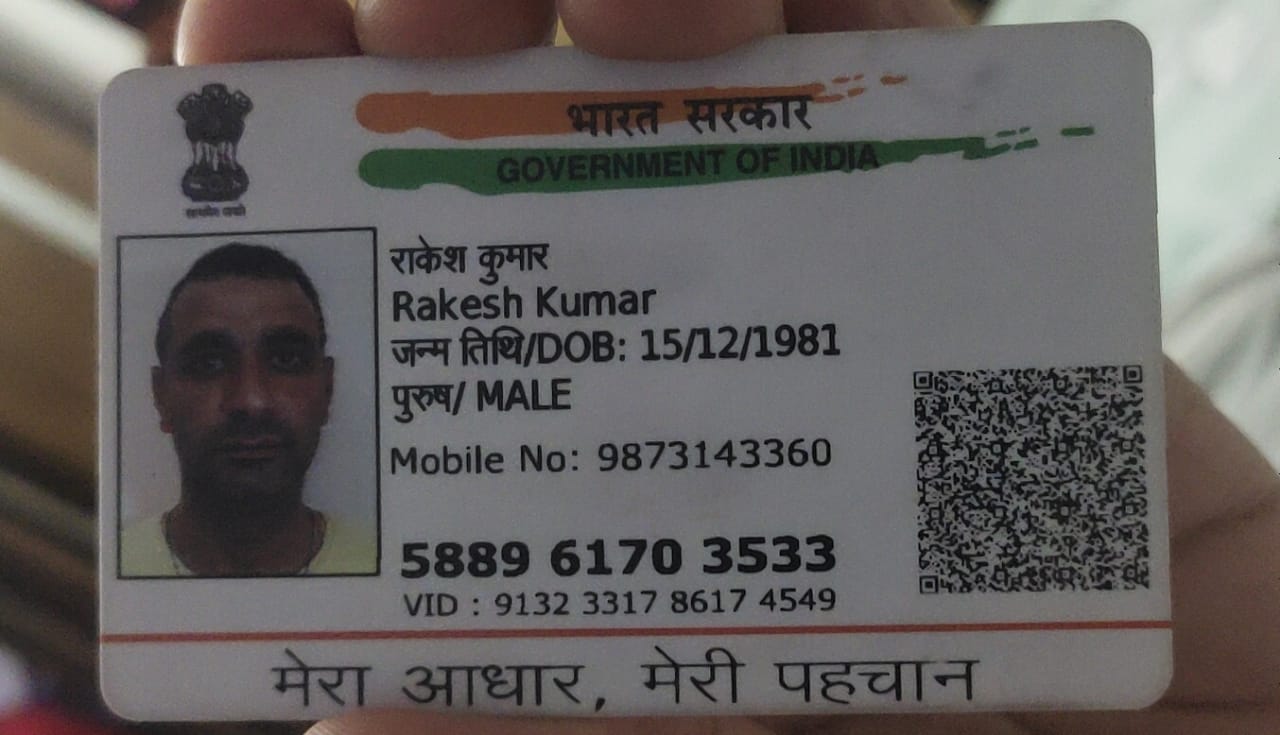 भारत सरकार
GOVERNMENT OF INDIA
सत्यमेव जयते
राकेश कुमार
Rakesh Kumar
जन्म तिथि/DOB: 15/12/1981
पुरुष/ MALE
Mobile No: 9873143360
5889 6170 3533
VID : 9132 3317 8617 4549
मेरा आधार, मेरी पहचान